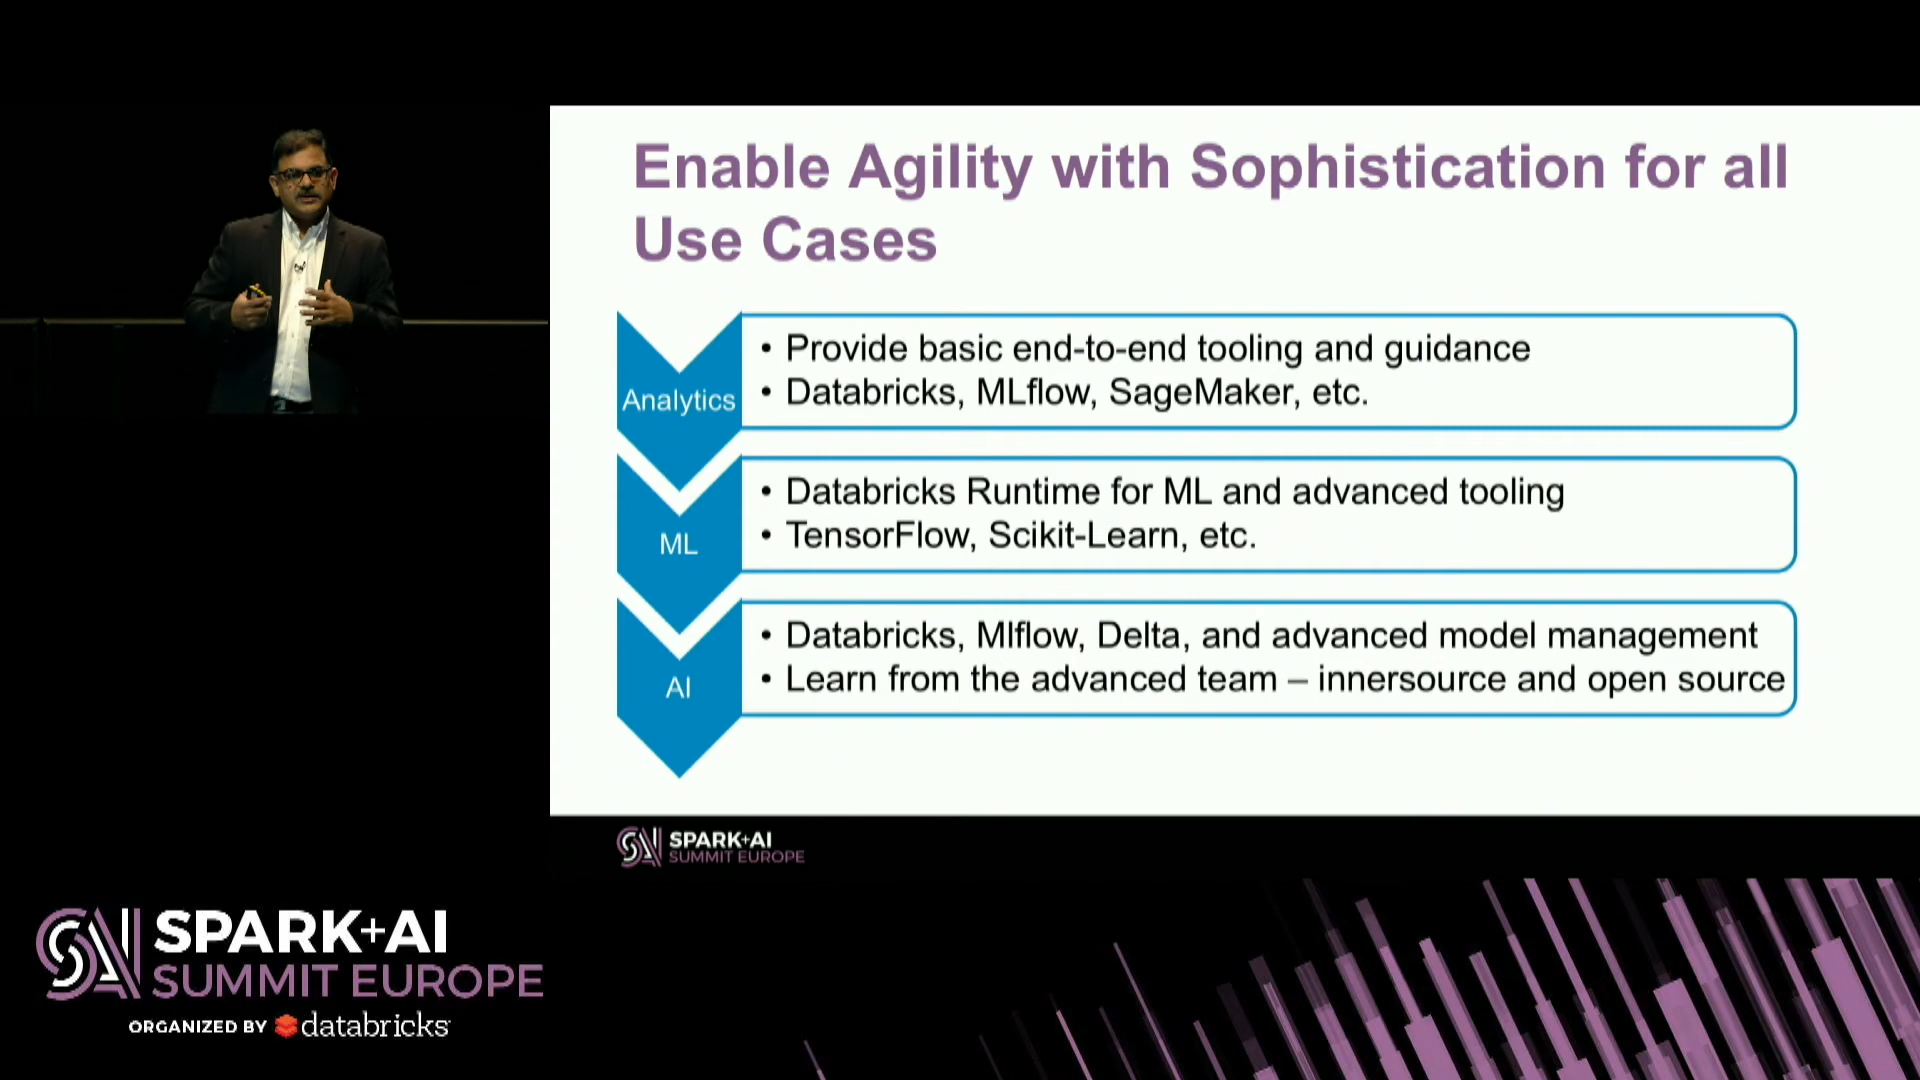 Enable Agility with Sophistication for all
Use Cases
Analytics
• Provide basic end-to-end tooling and guidance
• Databricks, MLflow, SageMaker, etc.
ML
• Databricks Runtime for ML and advanced tooling
• TensorFlow, Scikit-Learn, etc.
AI
• Databricks, Mlflow, Delta, and advanced model management
• Learn from the advanced team – innersource and open source
SPARK+AI
SUMMIT EUROPE
SPARK+AI
SUMMIT EUROPE
ORGANIZED BY databricks